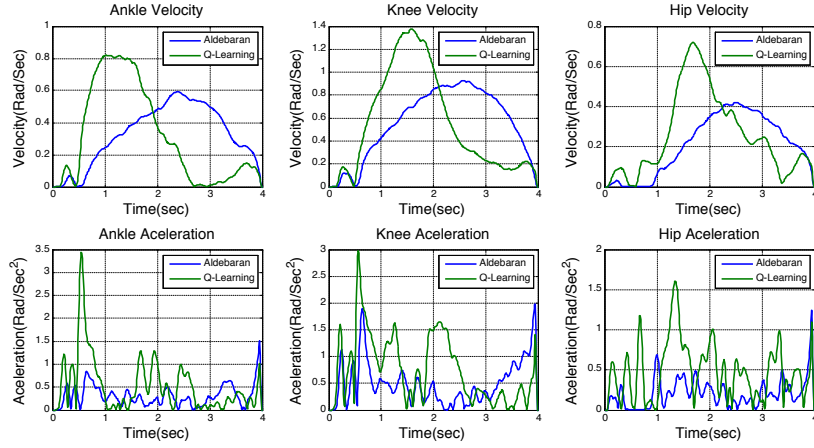 Ankle Velocity
Velocity(Rad/Sec)
1
0.8
0.6
0.4
0.2
0
0 1 2 3 4
Time(sec)
Aldebaran
Q-Learning
Knee Velocity
Velocity(Rad/Sec)
1.4
1.2
1
0.8
0.6
0.4
0.2
0
0 1 2 3 4
Time(sec)
Aldebaran
Q-Learning
Hip Velocity
Velocity(Rad/Sec)
0.8
0.6
0.4
0.2
0
0 1 2 3 4
Time(sec)
Aldebaran
Q-Learning
Ankle Aceleration
Aceleration(Rad/Sec²)
3.5
3
2.5
2
1.5
1
0.5
0
0 1 2 3 4
Time(sec)
Aldebaran
Q-Learning
Knee Aceleration
Aceleration(Rad/Sec²)
3
2.5
2
1.5
1
0.5
0
0 1 2 3 4
Time(sec)
Aldebaran
Q-Learning
Hip Aceleration
Aceleration(Rad/Sec²)
2
1.5
1
0.5
0
0 1 2 3 4
Time(sec)
Aldebaran
Q-Learning